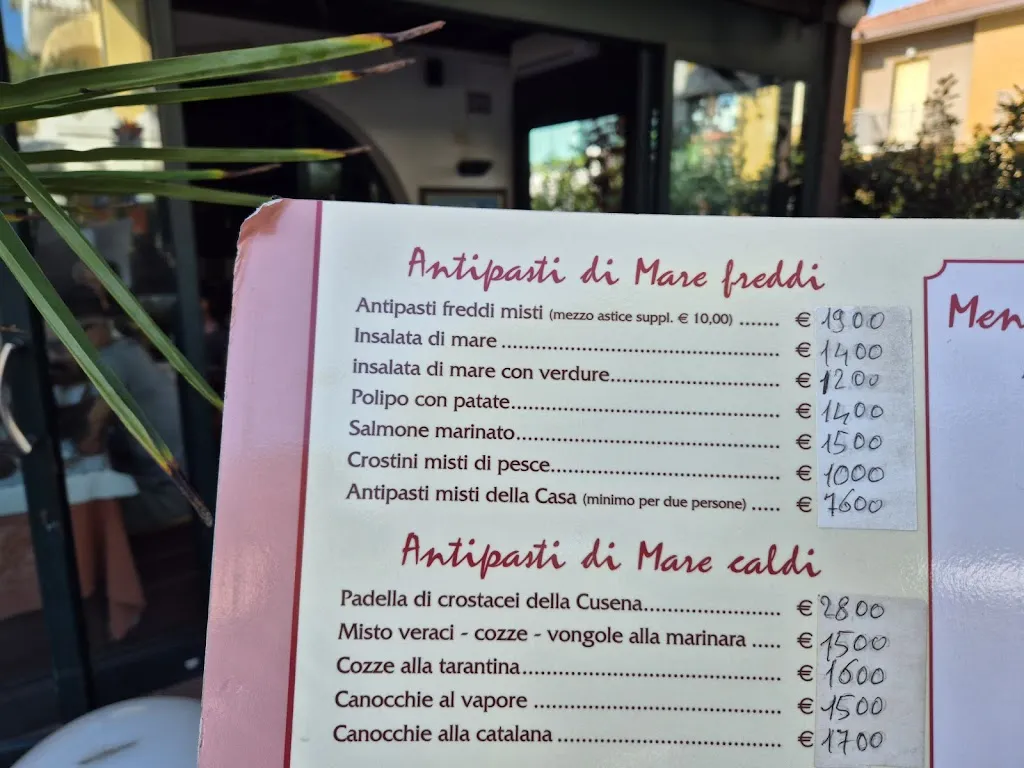 Antipasti di Mare freddi
Antipasti freddi misti (mezzo astice suppl. € 10,00) ....... € 1900
Insalata di mare ................................................ € 1400
insalata di mare con verdure............................. € 1200
Polipo con patate.............................................. € 1400
Salmone marinato............................................. € 1500
Crostini misti di pesce........................................ € 1000
Antipasti misti della Casa (minimo per due persone) ..... € 7600
Antipasti di Mare caldi
Padella di crostacei della Cusena....................... € 2800
Misto veraci - cozze - vongole alla marinara ..... € 1500
Cozze alla tarantina........................................... € 1600
Canocchie al vapore ......................................... € 1500
Canocchie alla catalana ..................................... € 1700
Men